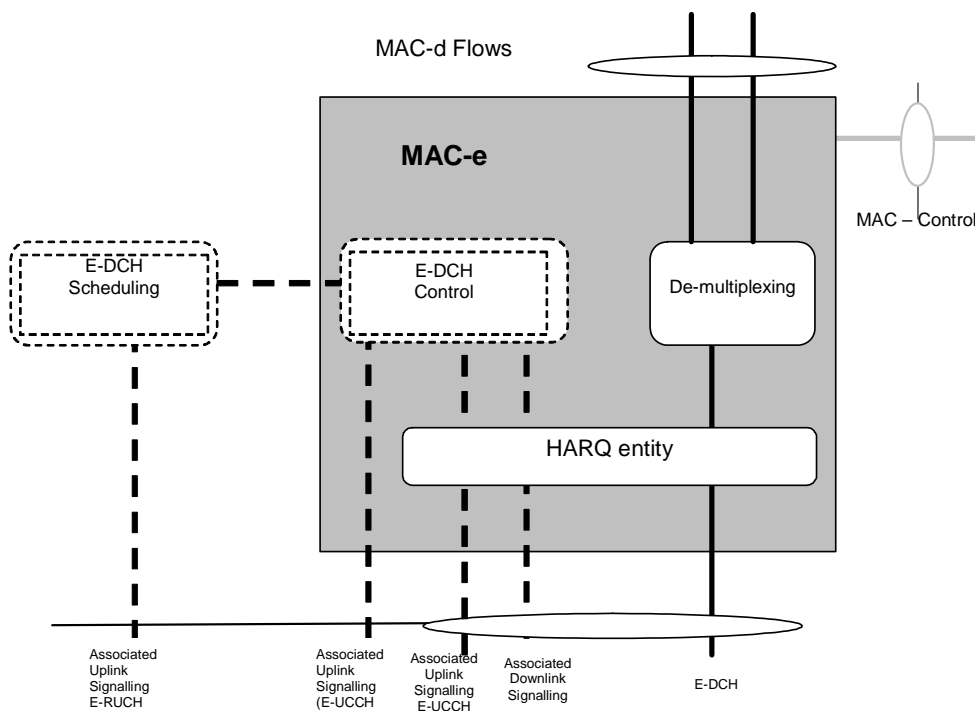 MAC-d Flows
MAC-e
MAC – Control
E-DCH
Scheduling
E-DCH
Control
De-multiplexing
HARQ entity
Associated
Uplink
Signalling
E-RUCH
Associated
Uplink
Signalling
(E-UCCH
Associated
Uplink
Signalling
E-UCCH
Associated
Downlink
Signalling
E-DCH